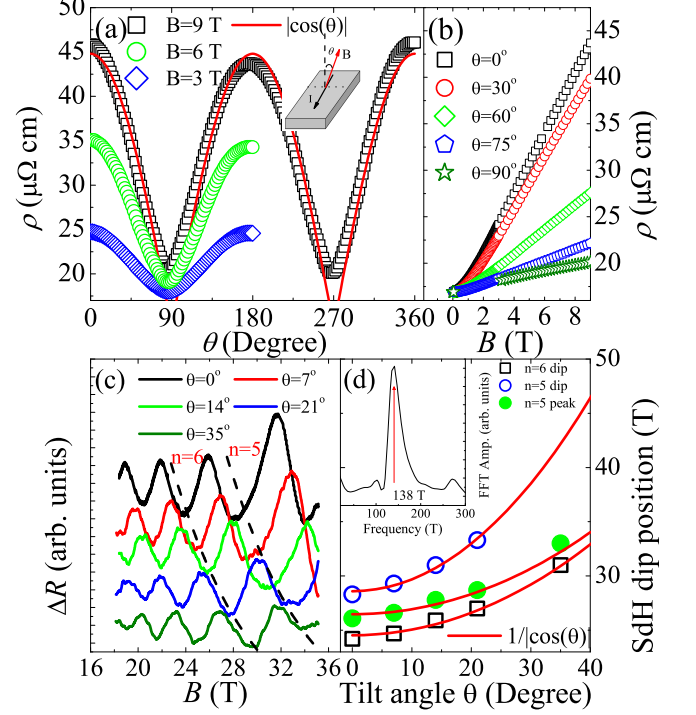 (a)
B=9 T
B=6 T
B=3 T
|cos(θ)|
θ
B
I
45
40
35
30
25
20
ρ (μΩ cm)
0 90 180 270 360
θ (Degree)
(b)
θ=0°
θ=30°
θ=60°
θ=75°
θ=90°
45
40
35
30
25
20
ρ (μΩ cm)
0 2 4 6 8
B (T)
(c)
θ=0°
θ=7°
θ=14°
θ=21°
θ=35°
n=6
n=5
ΔR (arb. units)
16 20 24 28 32 36
B (T)
(d)
n=6 dip
n=5 dip
n=5 peak
138 T
FFT Amp. (arb. units)
100 200 300
Frequency (T)
1/|cos(θ)
50
40
30
SdH dip position (T)
0 10 20 30 40
Tilt angle θ (Degree)